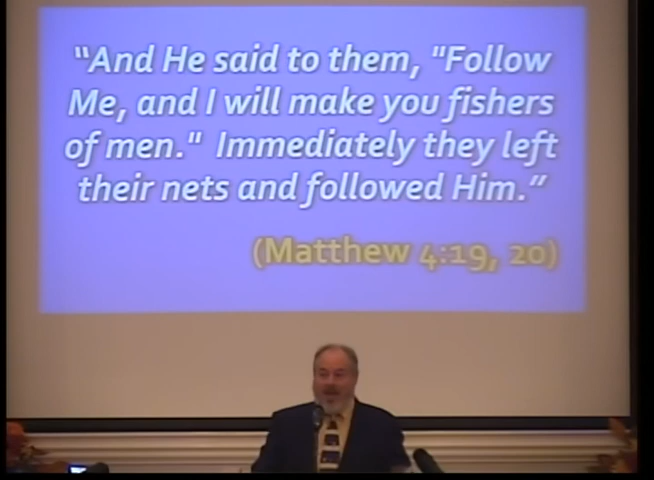 “And He said to them, "Follow
Me, and I will make you fishers
of men." Immediately they left
their nets and followed Him.”
(Matthew 4:19, 20)